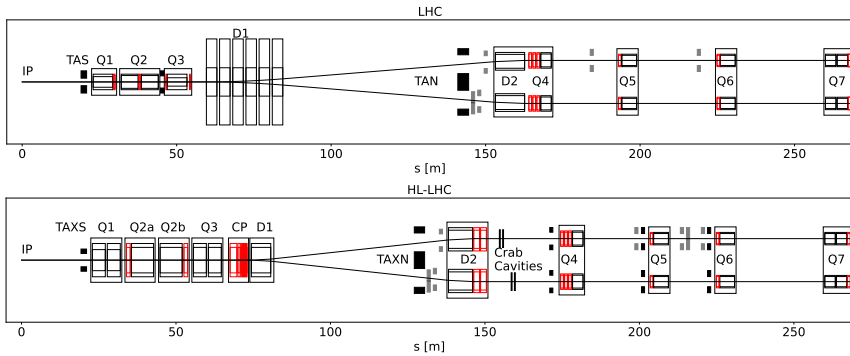 LHC
IP
TAS Q1 Q2 Q3 D1
TAN D2 Q4 Q5 Q6 Q7
0 50 100 150 200 250
s [m]
HL-LHC
IP
TAXS Q1 Q2a Q2b Q3 CP D1
TAXN D2 Crab
Cavities
Q4 Q5 Q6 Q7
0 50 100 150 200 250
s [m]